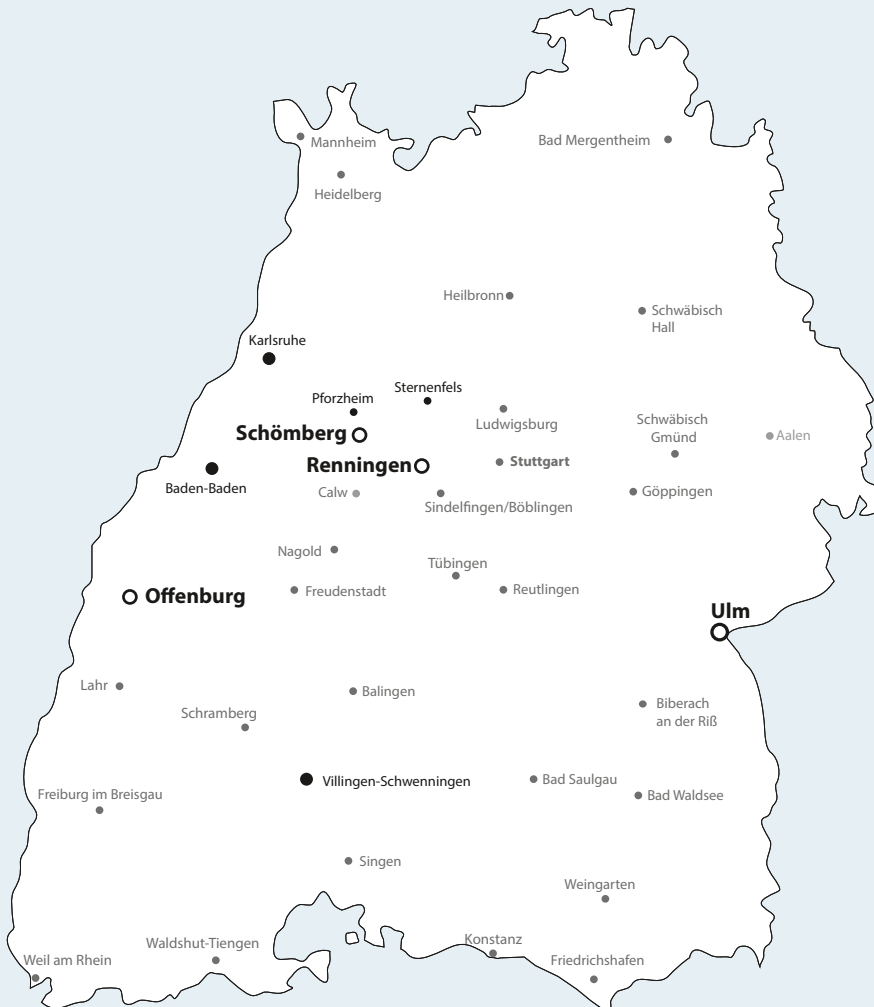 Mannheim
Bad Mergentheim
Heidelberg
Heilbronn
Schwäbisch
Hall
Karlsruhe
Sternenfels
Pforzheim
Ludwigsburg
Schwäbisch
Gmünd
Aalen
Schömberg
Renningen
Stuttgart
Baden-Baden
Calw
Sindelfingen/Böblingen
Göppingen
Nagold
Tübingen
Freudenstadt
Reutlingen
Offenburg
Ulm
Lahr
Balingen
Schramberg
Biberach
an der Riß
Villingen-Schwenningen
Bad Saulgau
Freiburg im Breisgau
Bad Waldsee
Singen
Weingarten
Waldshut-Tiengen
Konstanz
Weil am Rhein
Friedrichshafen